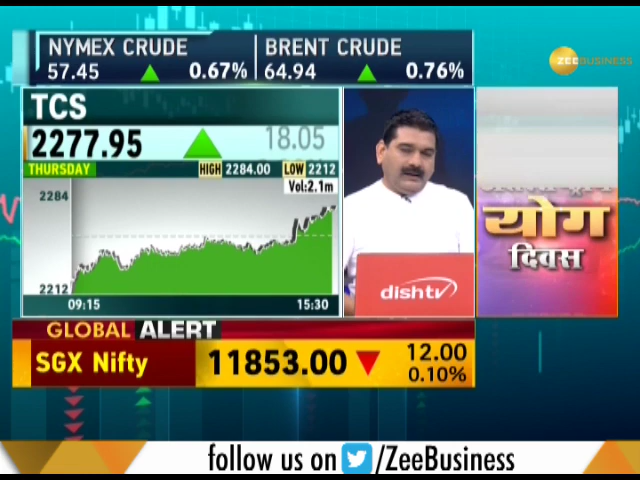 NYMEX CRUDE
57.45 ▲ 0.67%
BRENT CRUDE
64.94 ▲ 0.76%
ZEEBUSINESS
TCS
2277.95 ▲ 18.05
THURSDAY
HIGH 2284.00 LOW 2212
Vol:2.1m
2284
2212
09:15 15:30
dishtv
योग
दिवस
GLOBAL ALERT
SGX Nifty 11853.00 ▼ 12.00
0.10%
follow us on /ZeeBusiness